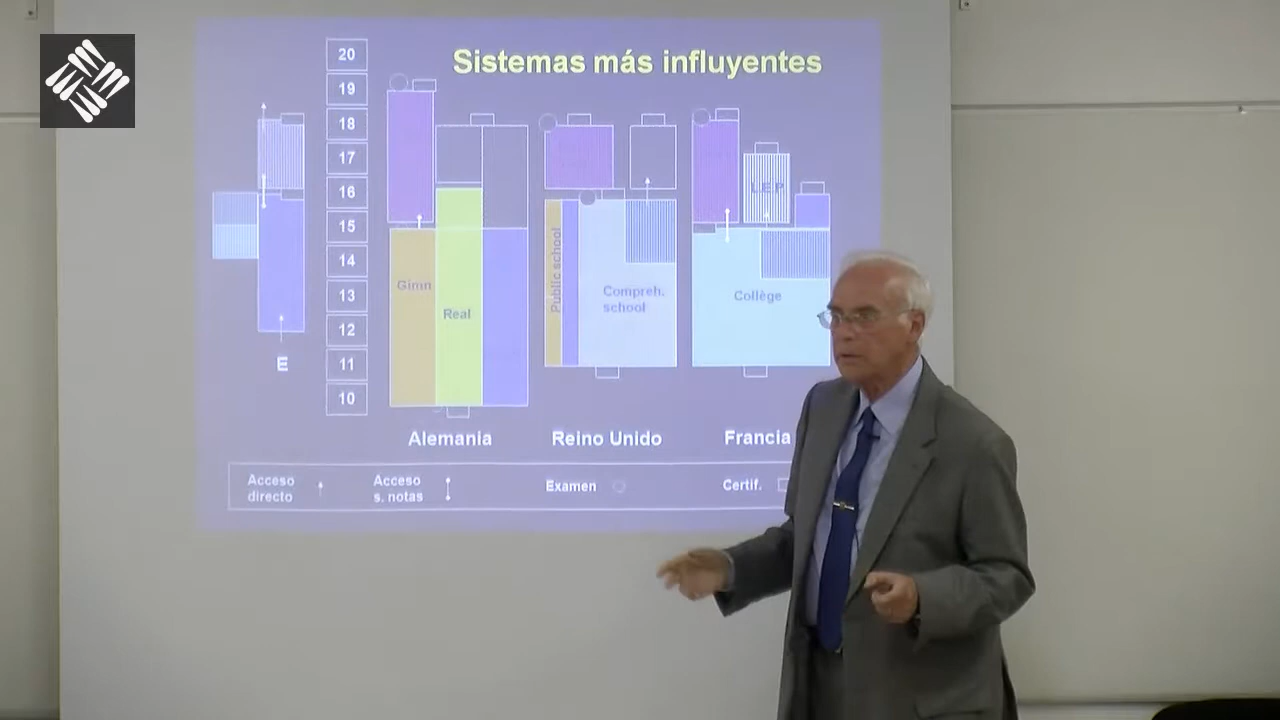 Sistemas más influyentes
20
19
18
17
16
15
14
13
12
11
10
E
Gimn
Real
Public school
Compreh.
school
L.E.P
Collège
Alemania
Reino Unido
Francia
Acceso
directo
Acceso
s. notas
Examen
Certif.